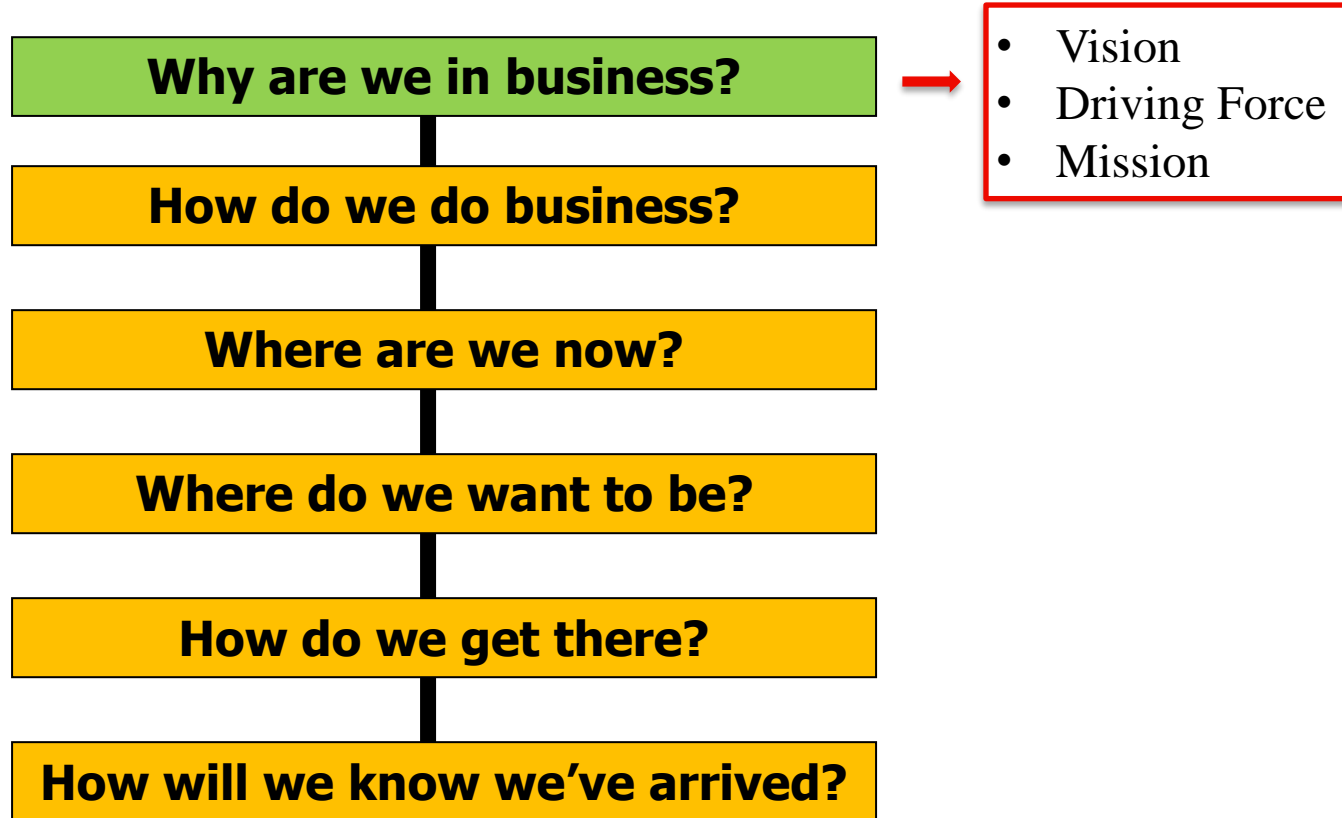 Why are we in business?
• Vision
• Driving Force
• Mission
How do we do business?
Where are we now?
Where do we want to be?
How do we get there?
How will we know we’ve arrived?